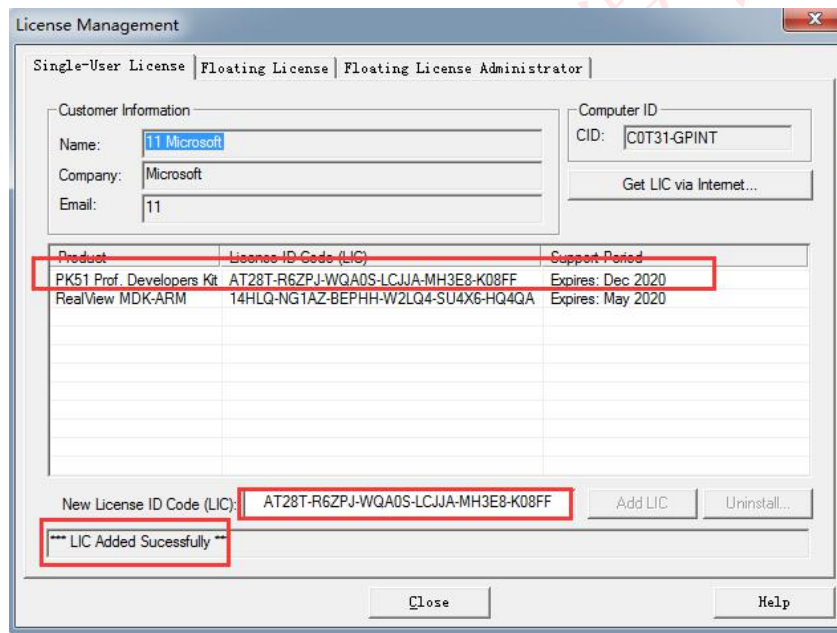 License Management
Single-User License Floating License Floating License Administrator
Customer Information
Name: 11 Microsoft
Company: Microsoft
Email: 11
Computer ID
CID: C0T31-GPINT
Get LIC via Internet...
Product License ID Code (LIC) Support Period
PK51 Prof. Developers Kit AT28T-R6ZPJ-WQA0S-LCJJA-MH3E8-K08FF Expires: Dec 2020
RealView MDK-ARM 14HLQ-NG1AZ-BEPHH-W2LQ4-SU4X6-HQ4QA Expires: May 2020
New License ID Code (LIC): AT28T-R6ZPJ-WQA0S-LCJJA-MH3E8-K08FF Add LIC Uninstall...
*** LIC Added Sucessfully **
Close Help